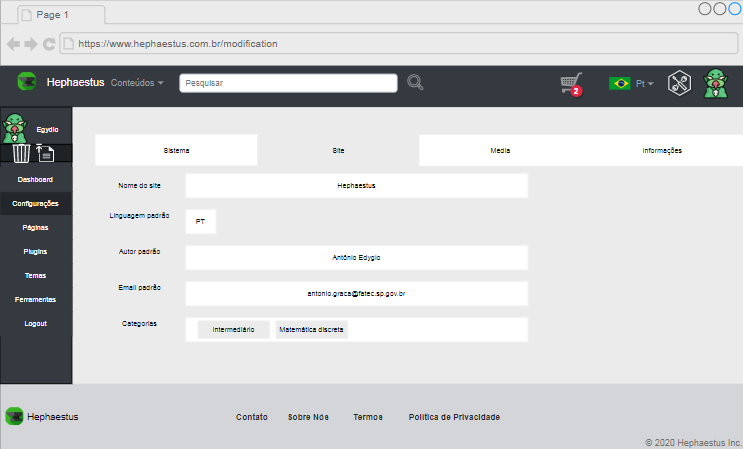 Page 1
https://www.hephaestus.com.br/modification
Hephaestus Conteúdos Pesquisar 2 Pt
Egydio
Dashboard
Configurações
Páginas
Plugins
Temas
Ferramentas
Logout
Sistema Site Media Informações
Nome do site Hephaestus
Linguagem padrão PT
Autor padrão Antônio Edygio
Email padrão antonio.graca@fatec.sp.gov.br
Categorias Intermediário Matemática discreta
Hephaestus Contato Sobre Nós Termos Política de Privacidade
© 2020 Hephaestus Inc.